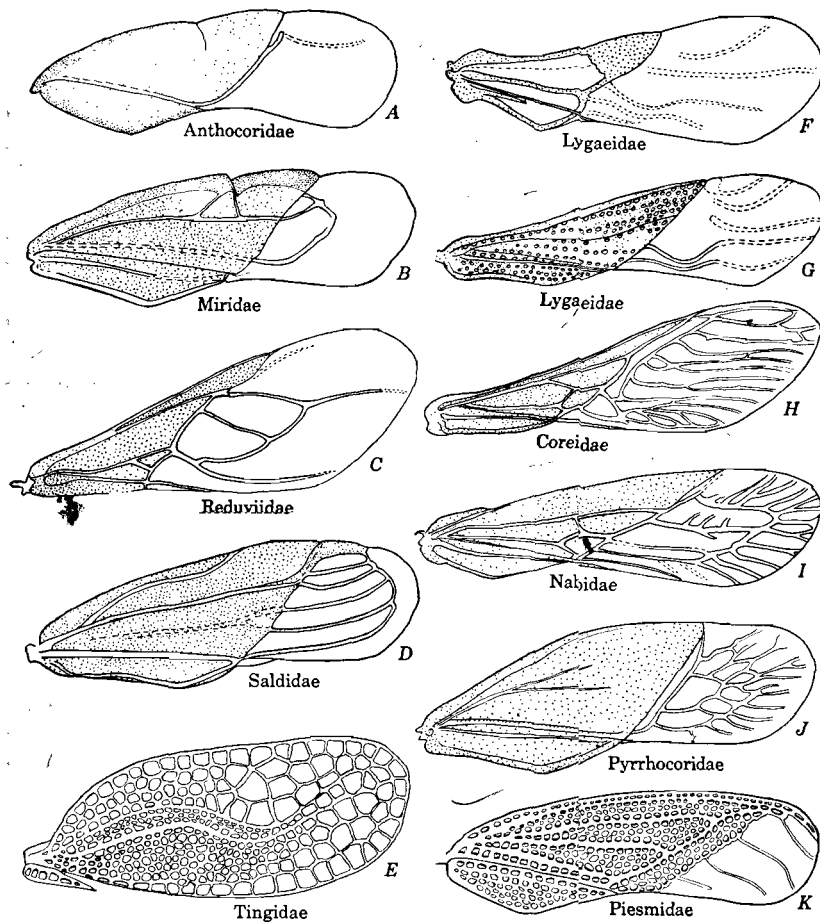 Anthocoridae
A
Miridae
B
Reduviidae
C
Saldidae
D
Tingidae
E
Lygaeidae
F
Lygaeidae
G
Coreidae
H
Nabidae
I
Pyrrhocoridae
J
Piesmidae
K